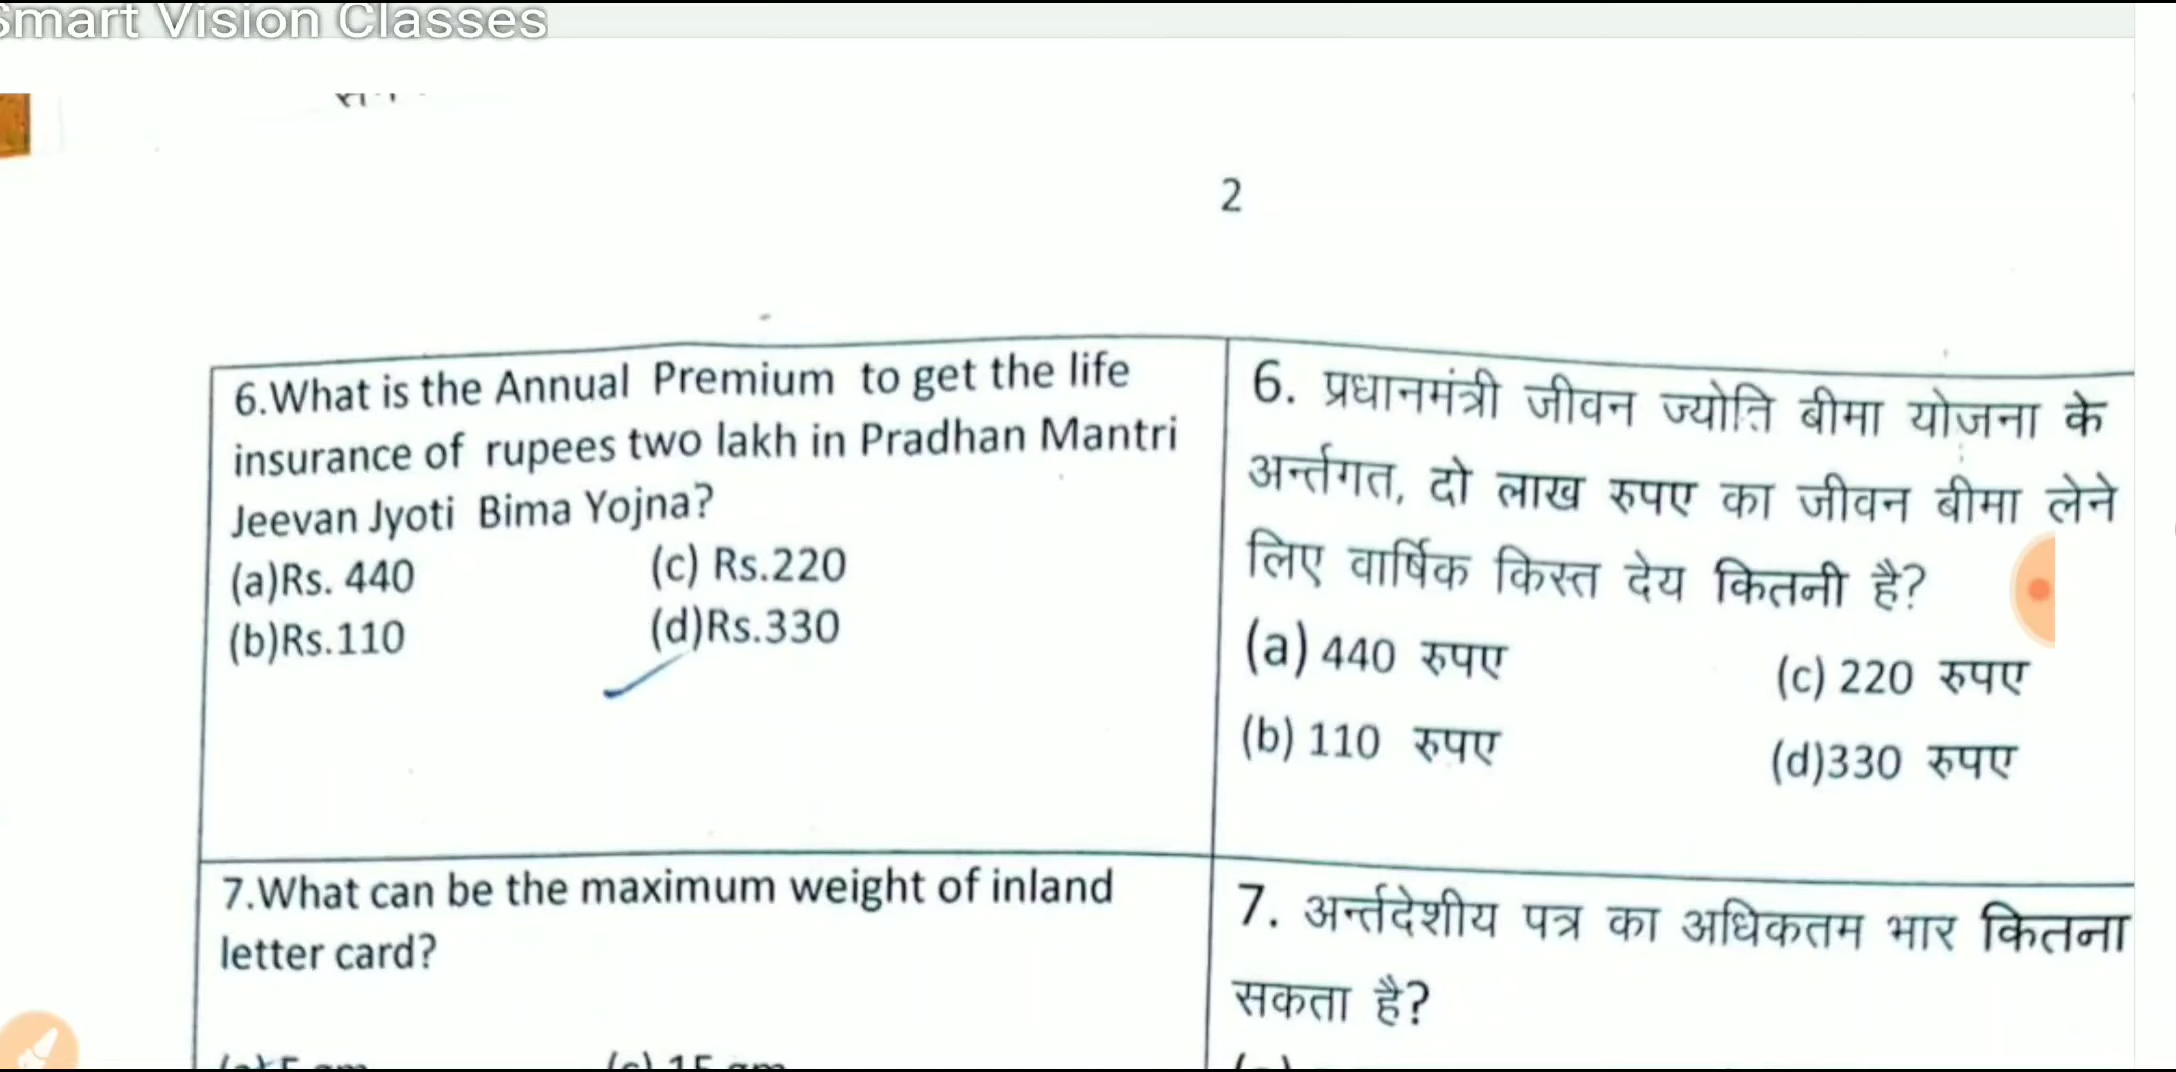 Smart Vision Classes
2
6.What is the Annual Premium to get the life
insurance of rupees two lakh in Pradhan Mantri
Jeevan Jyoti Bima Yojna?
(a)Rs. 440 (c) Rs.220
(b)Rs.110 (d)Rs.330
6. प्रधानमंत्री जीवन ज्योति बीमा योजना के
अर्न्तगत, दो लाख रुपए का जीवन बीमा लेने
लिए वार्षिक किस्त देय कितनी है?
(a) 440 रुपए (c) 220 रुपए
(b) 110 रुपए (d)330 रुपए
7.What can be the maximum weight of inland
letter card?
7. अर्न्तदेशीय पत्र का अधिकतम भार कितना
सकता है?